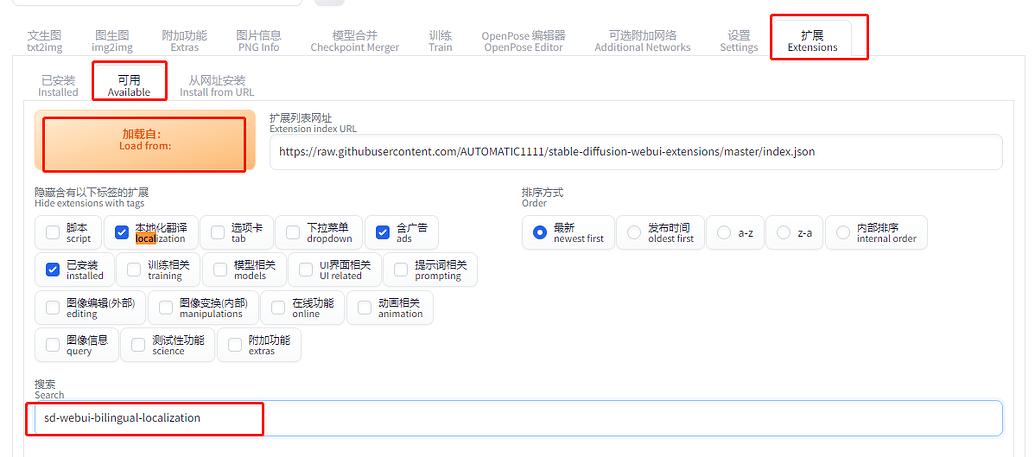 文生图 图生图 附加功能 图片信息 模型合并 训练 OpenPose 编辑器 可选附加网络 设置 扩展
txt2img img2img Extras PNG Info Checkpoint Merger Train OpenPose Editor Additional Networks Settings Extensions
已安装 可用 从网址安装
Installed Available Install from URL
加载自：
Load from:
扩展列表网址
Extension index URL
https://raw.githubusercontent.com/AUTOMATIC1111/stable-diffusion-webui-extensions/master/index.json
隐藏含有以下标签的扩展
Hide extensions with tags
脚本 本地化翻译 选项卡 下拉菜单 含广告
script localization tab dropdown ads
已安装 训练相关 模型相关 UI界面相关 提示词相关
installed training models UI related prompting
图像编辑(外部) 图像变换(内部) 在线功能 动画相关
editing manipulations online animation
图像信息 测试性功能 附加功能
query science extras
排序方式
Order
最新 发布时间 a-z z-a 内部排序
newest first oldest first internal order
搜索
Search
sd-webui-bilingual-localization